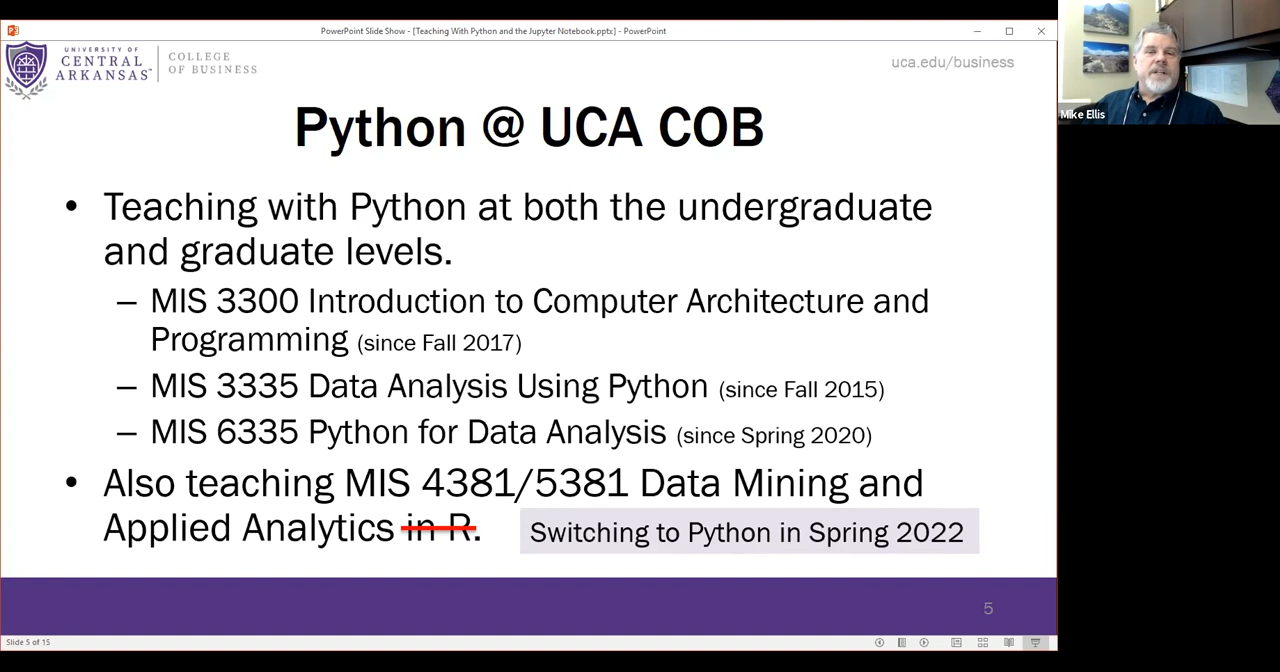 PowerPoint Slide Show - [Teaching With Python and the Jupyter Notebook.pptx] - PowerPoint
UNIVERSITY OF
CENTRAL
ARKANSAS™
COLLEGE
OF BUSINESS
uca.edu/business
Mike Ellis
Python @ UCA COB
• Teaching with Python at both the undergraduate
and graduate levels.
– MIS 3300 Introduction to Computer Architecture and
Programming (since Fall 2017)
– MIS 3335 Data Analysis Using Python (since Fall 2015)
– MIS 6335 Python for Data Analysis (since Spring 2020)
• Also teaching MIS 4381/5381 Data Mining and
Applied Analytics in R.
Switching to Python in Spring 2022
5
Slide 5 of 15